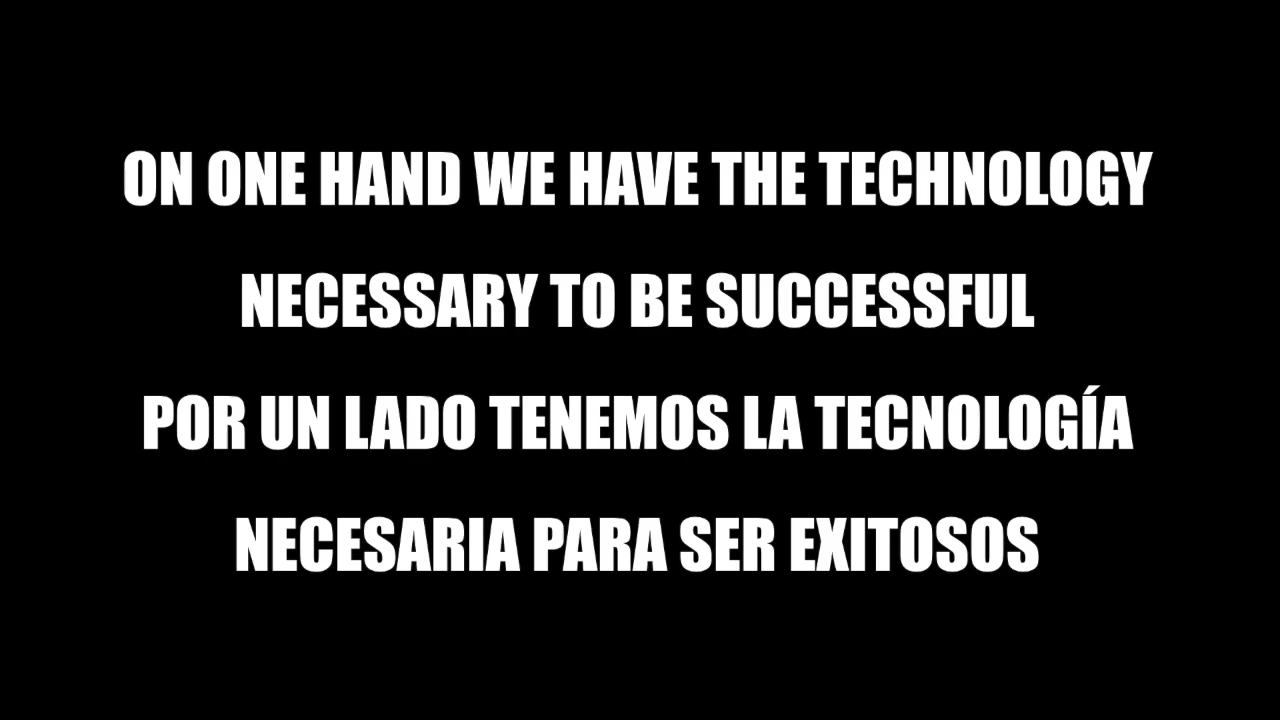 ON ONE HAND WE HAVE THE TECHNOLOGY
NECESSARY TO BE SUCCESSFUL
POR UN LADO TENEMOS LA TECNOLOGÍA
NECESARIA PARA SER EXITOSOS